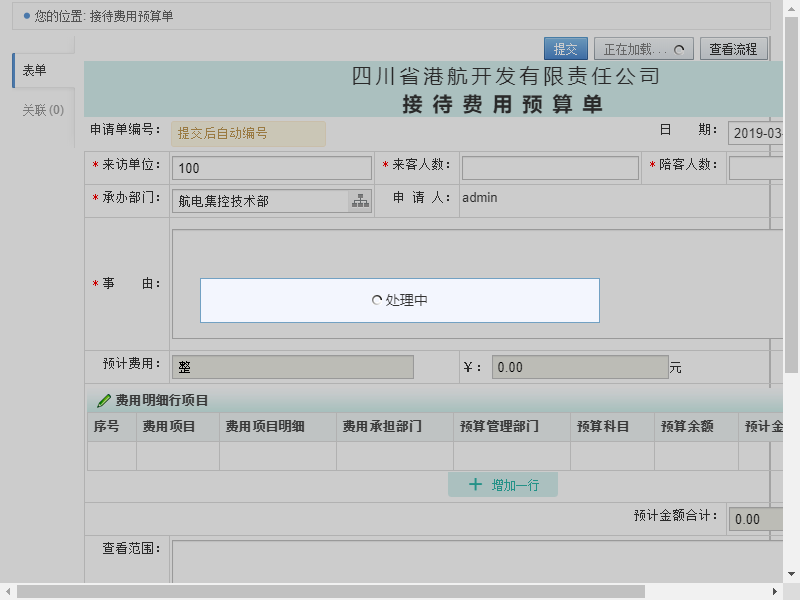 您的位置: 接待费用预算单
提交 正在加载... 查看流程
表单
关联 (0)
四川省港航开发有限责任公司
接待费用预算单
申请单编号： 提交后自动编号 日 期： 2019-03-
*来访单位： 100 *来客人数： *陪客人数：
*承办部门： 航电集控技术部 申 请 人： admin
*事 由：
处理中
预计费用： 整 ￥： 0.00 元
费用明细行项目
序号 费用项目 费用项目明细 费用承担部门 预算管理部门 预算科目 预算余额 预计金
增加一行
预计金额合计： 0.00
查看范围：